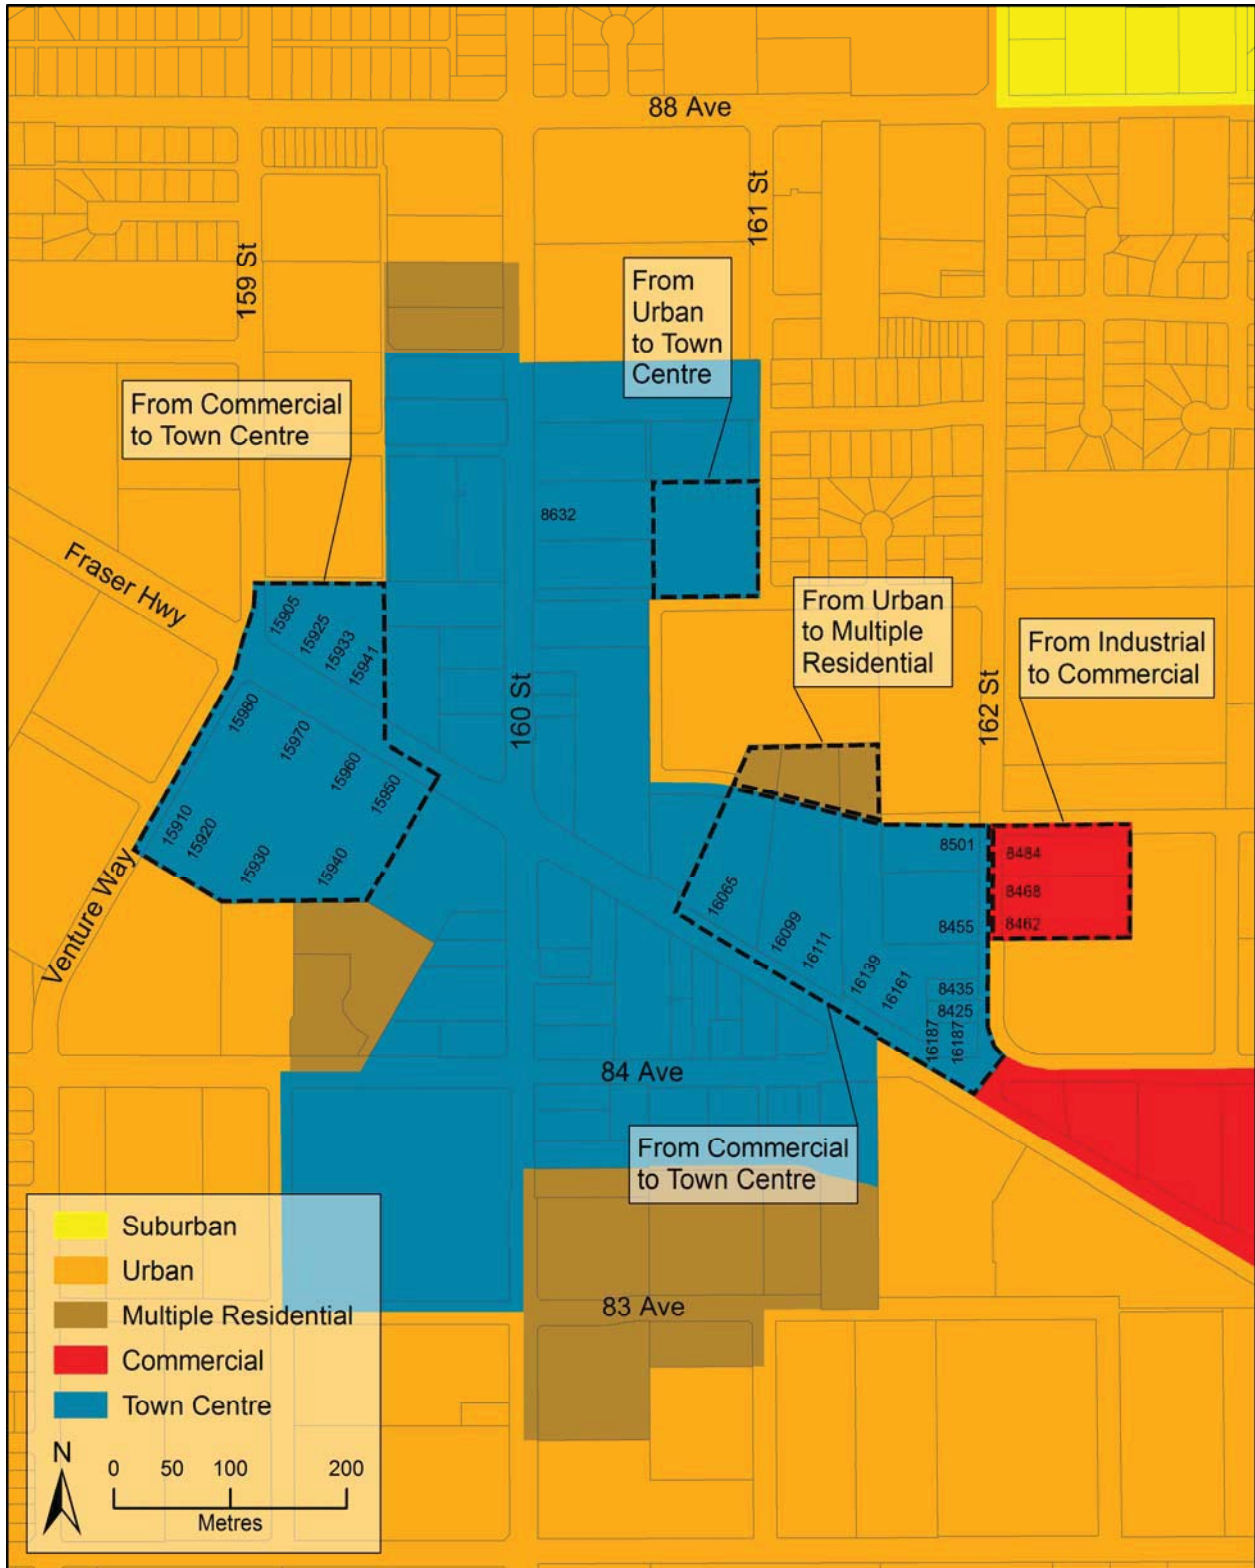 88 Ave
161 St
159 St
From
Urban
to Town
Centre
From Commercial
to Town Centre
8632
Fraser Hwy
From Urban
to Multiple
Residential
From Industrial
to Commercial
15905
15925
15933
15941
160 St
162 St
15980
15970
15960
15950
15910
15920
15930
15940
Venture Way
8501
8484
8468
8462
16065
16099
16111
8455
16139
16161
8435
8425
16187
16187
84 Ave
From Commercial
to Town Centre
83 Ave
Suburban
Urban
Multiple Residential
Commercial
Town Centre
N
0 50 100 200
Metres